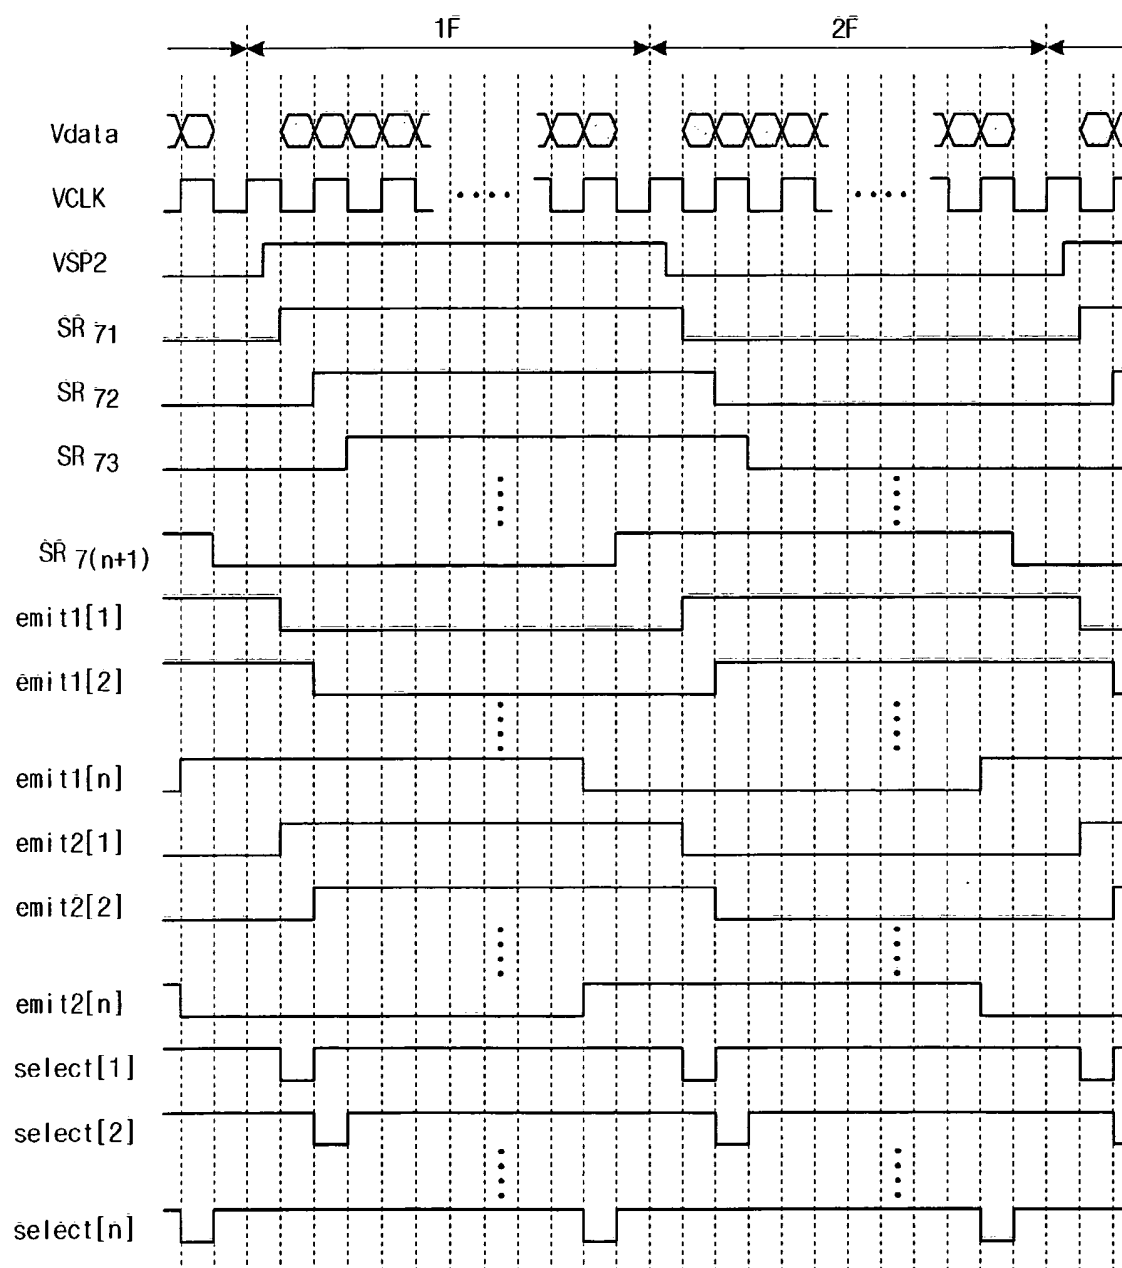 1F 2F
Vdata
VCLK
VSP2
SR 71
SR 72
SR 73
SR 7(n+1)
emit1[1]
emit1[2]
emit1[n]
emit2[1]
emit2[2]
emit2[n]
select[1]
select[2]
select[n]